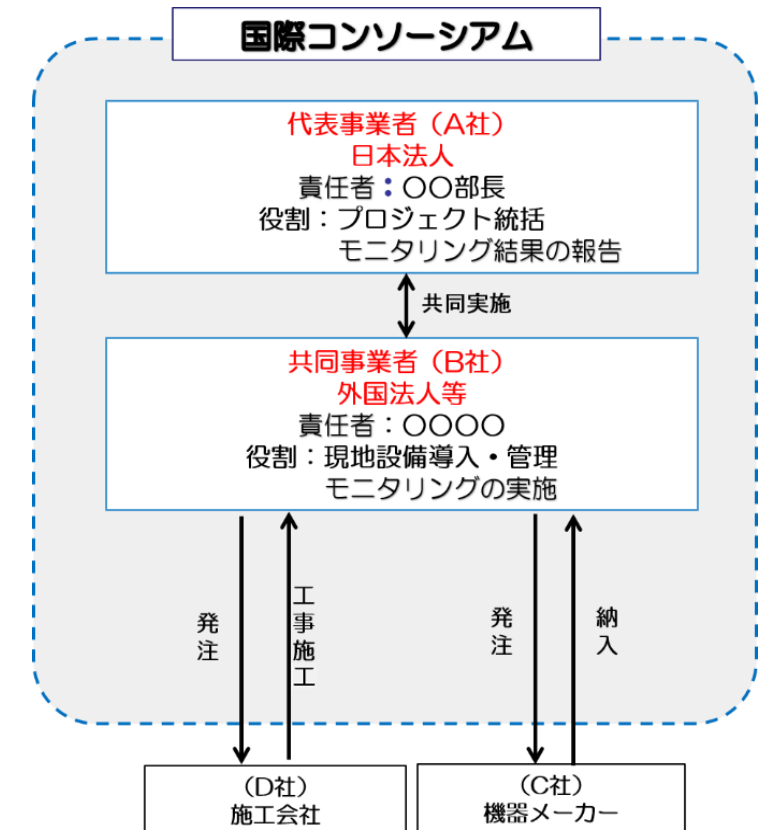 国際コンソーシアム
代表事業者（A社）
日本法人
責任者：〇〇部長
役割：プロジェクト統括
モニタリング結果の報告
共同実施
共同事業者（B社）
外国法人等
責任者：〇〇〇〇
役割：現地設備導入・管理
モニタリングの実施
発注
工事施工
発注
納入
（D社）
施工会社
（C社）
機器メーカー